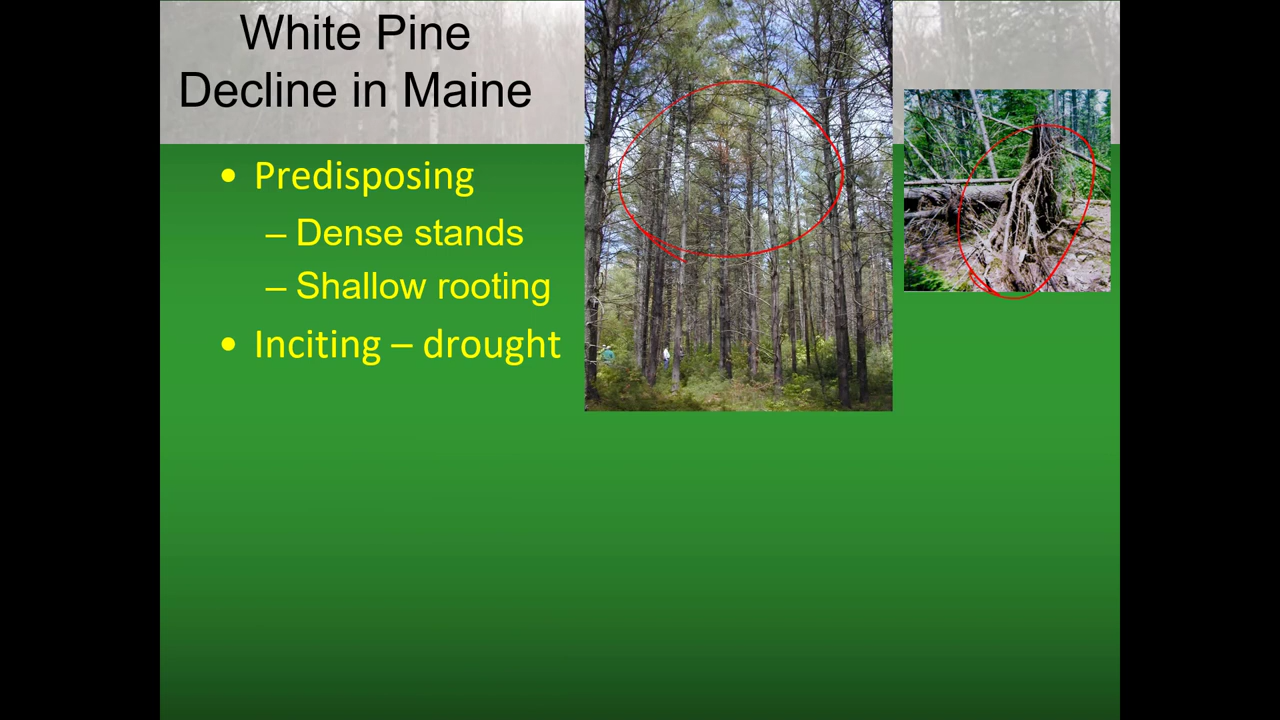 White Pine
Decline in Maine
• Predisposing
– Dense stands
– Shallow rooting
• Inciting – drought